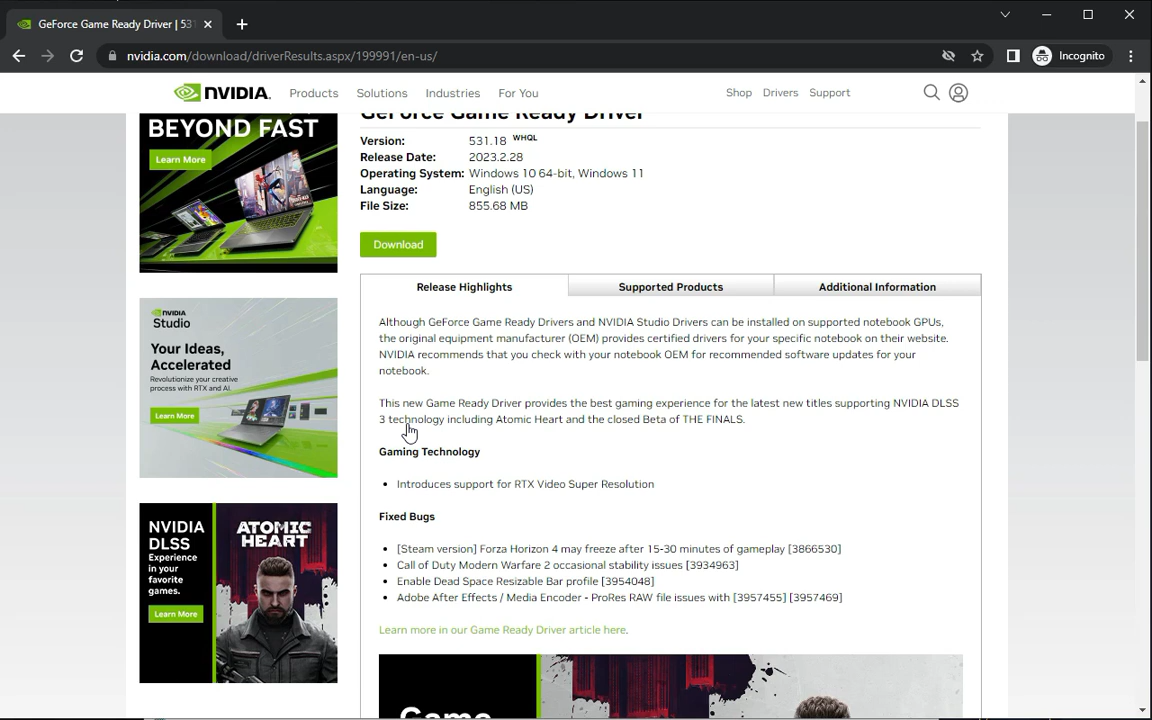 GeForce Game Ready Driver | 531
nvidia.com/download/driverResults.aspx/199991/en-us/
Incognito
NVIDIA.
Products
Solutions
Industries
For You
Shop
Drivers
Support
BEYOND FAST
Learn More
GeForce Game Ready Driver
Version: 531.18 WHQL
Release Date: 2023.2.28
Operating System: Windows 10 64-bit, Windows 11
Language: English (US)
File Size: 855.68 MB
Download
Release Highlights
Supported Products
Additional Information
Although GeForce Game Ready Drivers and NVIDIA Studio Drivers can be installed on supported notebook GPUs,
the original equipment manufacturer (OEM) provides certified drivers for your specific notebook on their website.
NVIDIA recommends that you check with your notebook OEM for recommended software updates for your
notebook.
This new Game Ready Driver provides the best gaming experience for the latest new titles supporting NVIDIA DLSS
3 technology including Atomic Heart and the closed Beta of THE FINALS.
Gaming Technology
• Introduces support for RTX Video Super Resolution
Fixed Bugs
• [Steam version] Forza Horizon 4 may freeze after 15-30 minutes of gameplay [3866530]
• Call of Duty Modern Warfare 2 occasional stability issues [3934963]
• Enable Dead Space Resizable Bar profile [3954048]
• Adobe After Effects / Media Encoder - ProRes RAW file issues with [3957455] [3957469]
Learn more in our Game Ready Driver article here.
NVIDIA
Studio
Your Ideas,
Accelerated
Revolutionize your creative
process with RTX and AI.
Learn More
NVIDIA
DLSS
Experience
in your
favorite
games.
Learn More
ATOMIC
HEART
Game